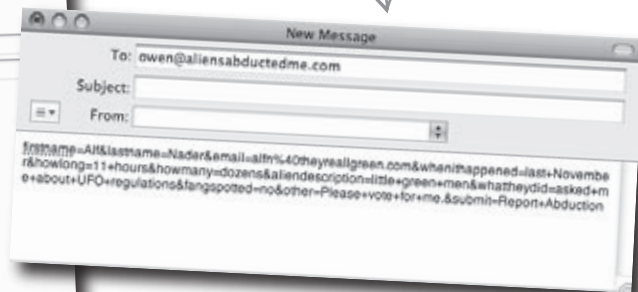 New Message
To: owen@aliensabductedme.com
Subject:
From:
firstname=Alf&lastname=Nader&email=alfn%40theyreallgreen.com&whenithappened=last+Novembe
r&howlong=11+hours&howmany=dozens&aliendescription=little+green+men&whattheydid=asked+m
e+about+UFO+regulations&fangspotted=no&other=Please+vote+for+me.&submit=Report+Abduction